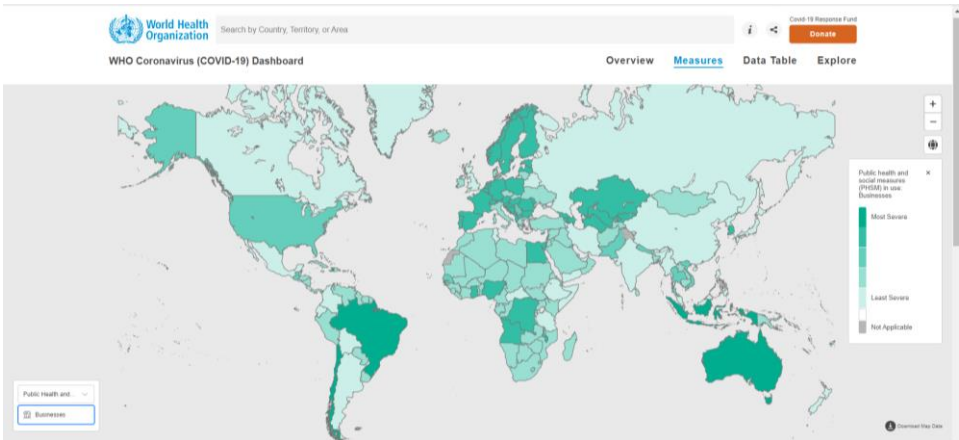 World Health
Organization
Search by Country, Territory, or Area
i
Covid-19 Response Fund
Donate
WHO Coronavirus (COVID-19) Dashboard
Overview
Measures
Data Table
Explore
+
−
Public health and
social measures
(PHSM) in use:
Businesses
×
Most Severe
Least Severe
Not Applicable
Public Health and...
Businesses
Download Map Data